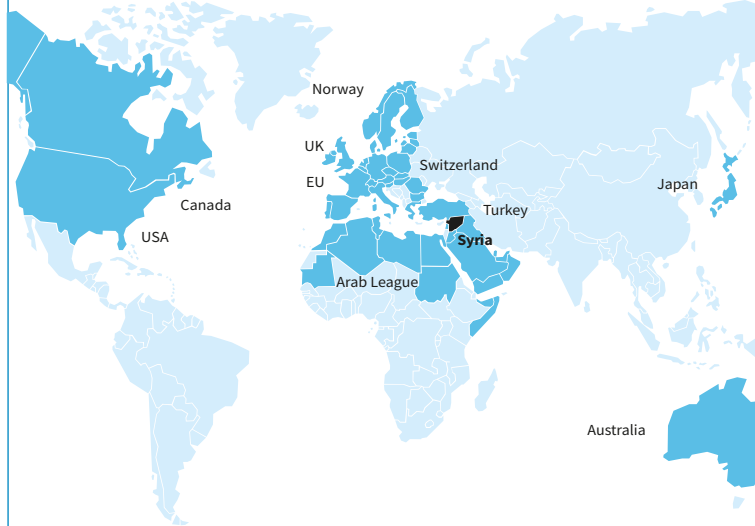 Norway
UK
Switzerland
EU
Japan
Canada
Turkey
USA
Syria
Arab League
Australia